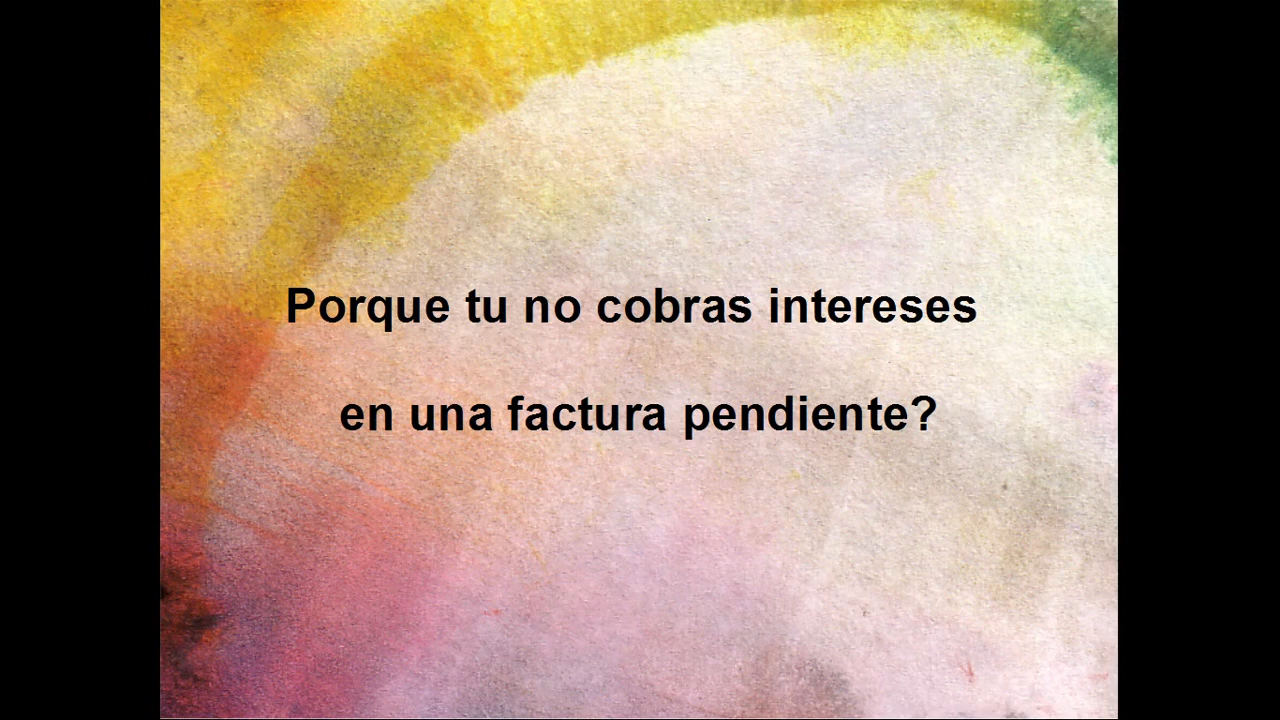 Porque tu no cobras intereses
en una factura pendiente?